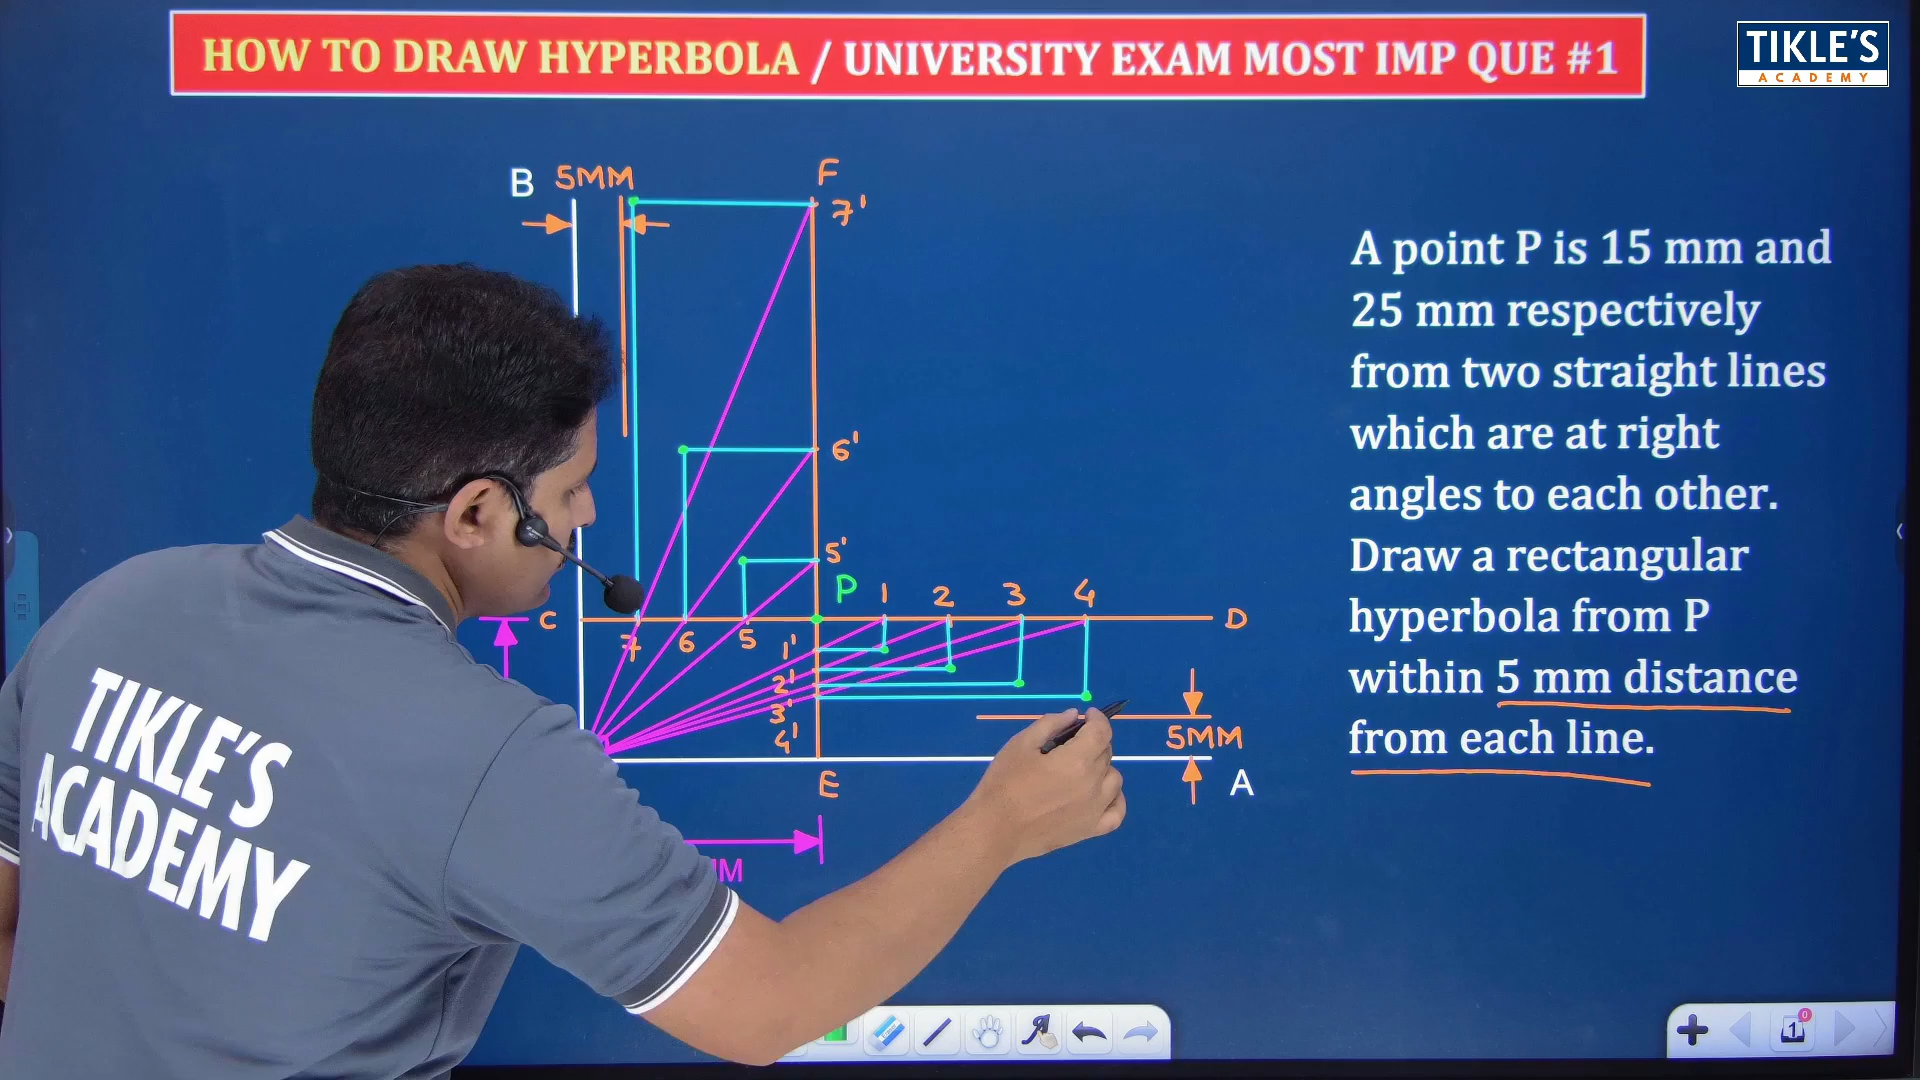 HOW TO DRAW HYPERBOLA / UNIVERSITY EXAM MOST IMP QUE #1
TIKLE'S
ACADEMY
B 5MM F
7'
6'
5'
P 1 2 3 4
C D
7 6 5 1'
2'
3'
4'
5MM
E A
A point P is 15 mm and
25 mm respectively
from two straight lines
which are at right
angles to each other.
Draw a rectangular
hyperbola from P
within 5 mm distance
from each line.
TIKLE'S
ACADEMY
1
0